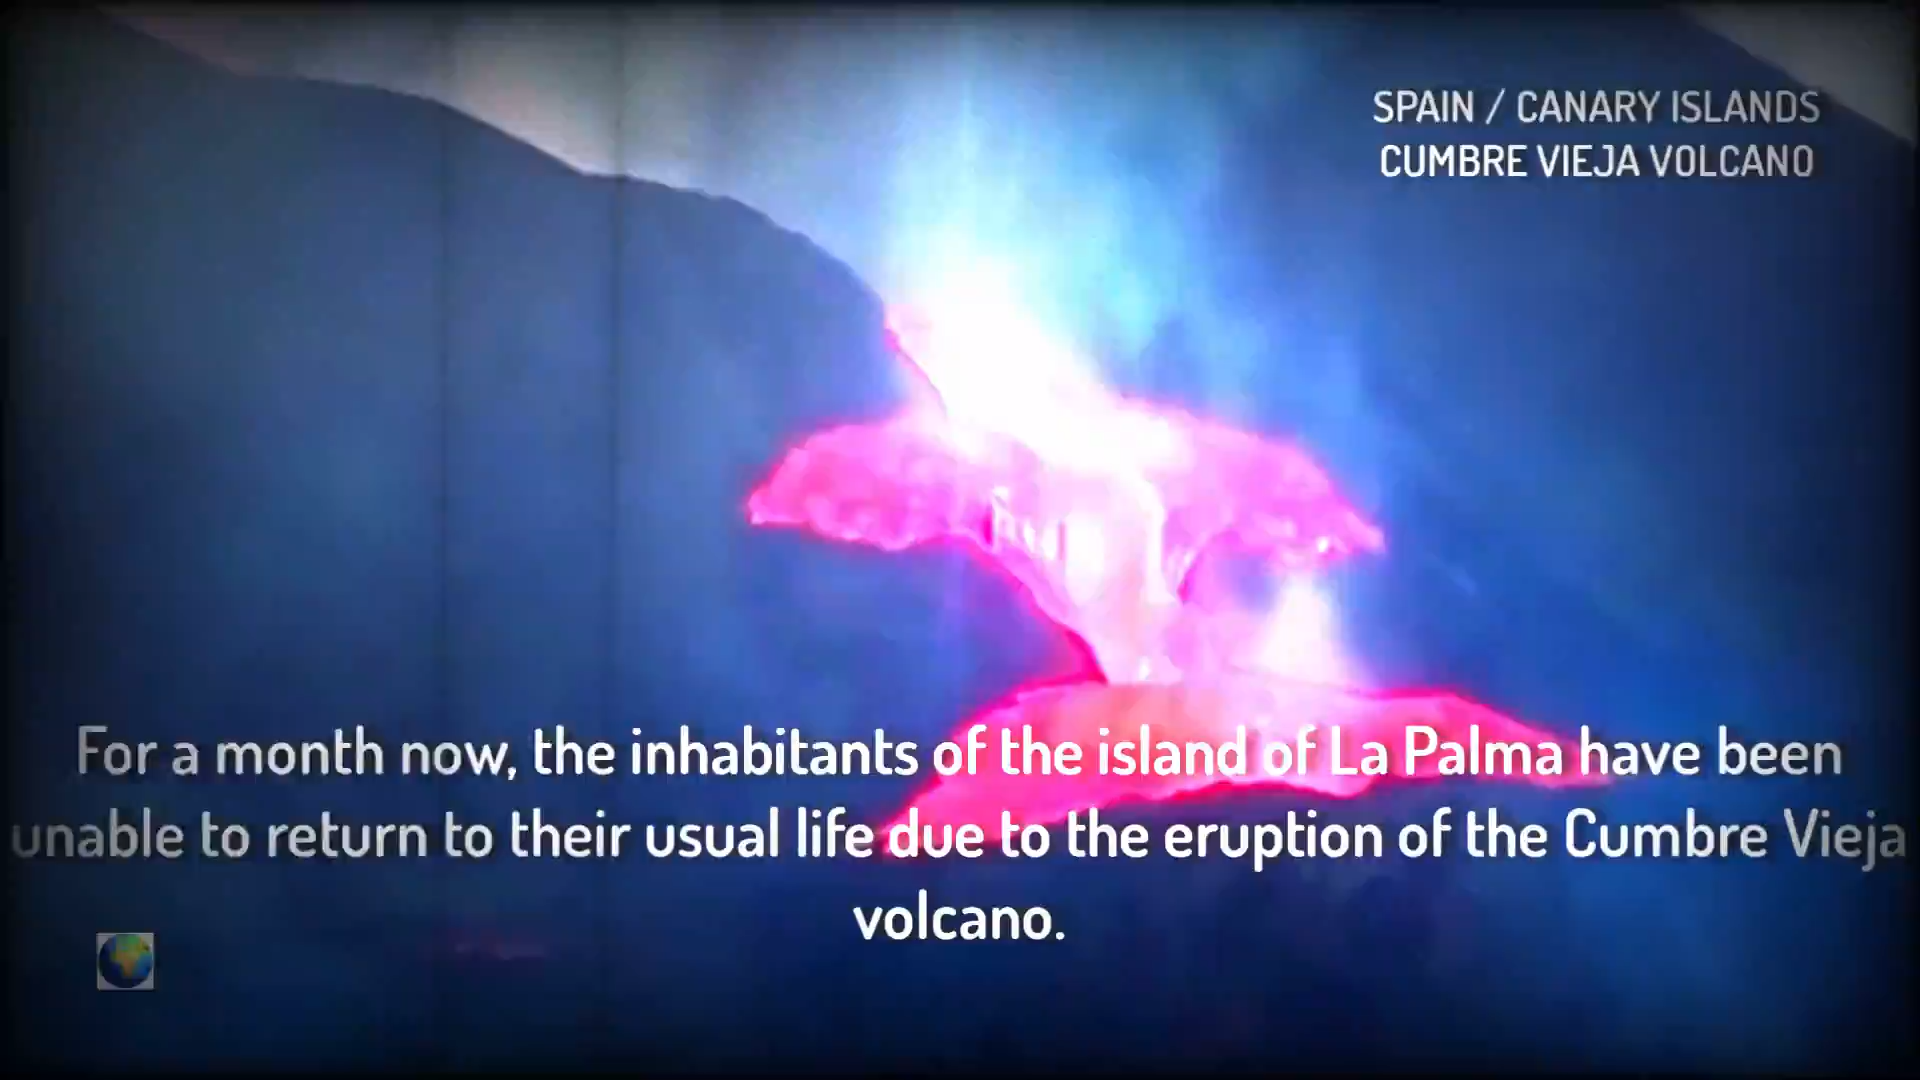 SPAIN / CANARY ISLANDS
CUMBRE VIEJA VOLCANO
For a month now, the inhabitants of the island of La Palma have been
unable to return to their usual life due to the eruption of the Cumbre Vieja
volcano.